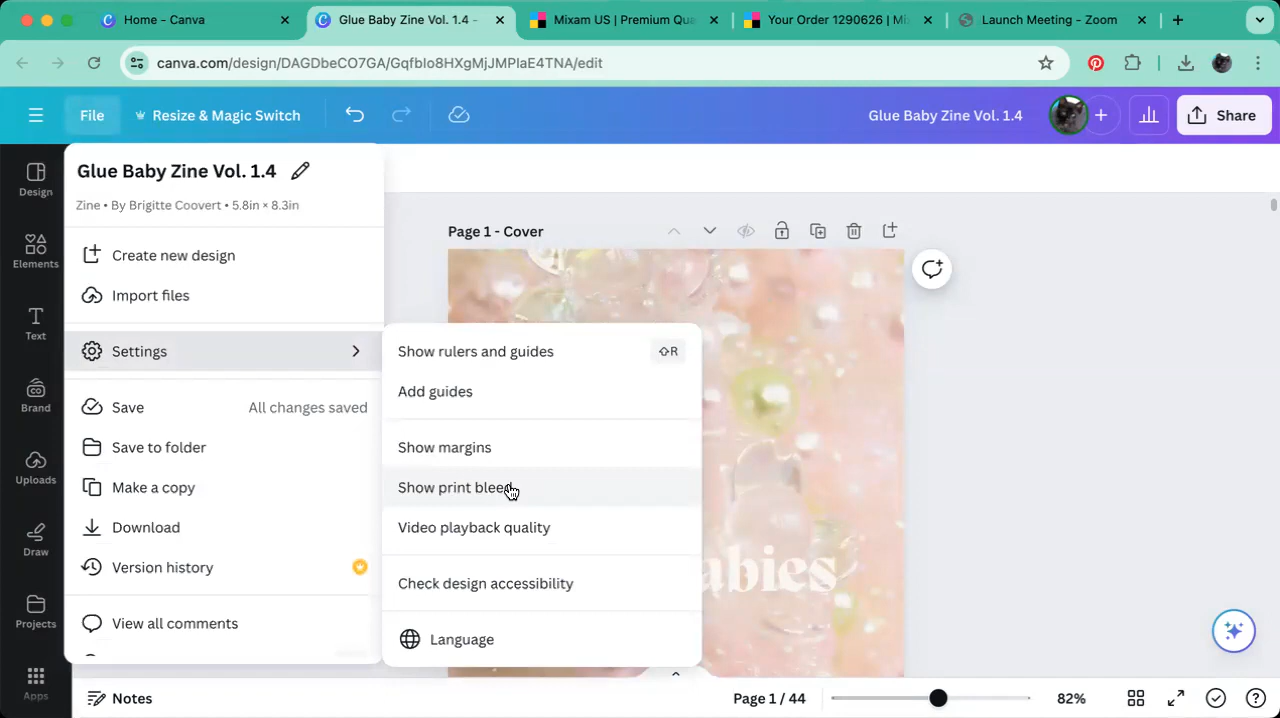 Home - Canva
Glue Baby Zine Vol. 1.4 -
Mixam US | Premium Qua
Your Order 1290626 | Mi
Launch Meeting - Zoom
canva.com/design/DAGDbeCO7GA/GqfbIo8HXgMjJMPIaE4TNA/edit
File
Resize & Magic Switch
Glue Baby Zine Vol. 1.4
Share
Design
Elements
Text
Brand
Uploads
Draw
Projects
Apps
Glue Baby Zine Vol. 1.4
Zine • By Brigitte Coovert • 5.8in × 8.3in
Create new design
Import files
Settings
Save
All changes saved
Save to folder
Make a copy
Download
Version history
View all comments
Show rulers and guides
⇧R
Add guides
Show margins
Show print bleed
Video playback quality
Check design accessibility
Language
Page 1 - Cover
abies
Notes
Page 1 / 44
82%